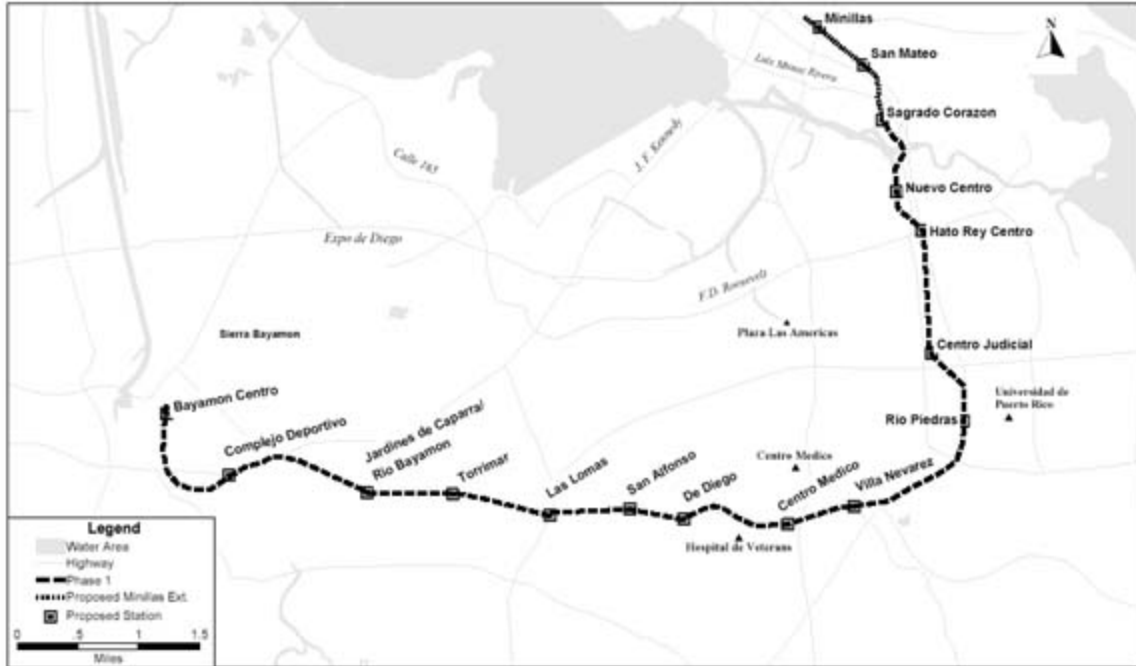 Minillas
N
San Mateo
Luis Munoz Rivera
Sagrado Corazon
J. F. Kennedy
Calle 165
Nuevo Centro
Hato Rey Centro
Expo de Diego
F.D. Roosevelt
Sierra Bayamon
Plaza Las Americas
Centro Judicial
Universidad de
Puerto Rico
Bayamon Centro
Rio Piedras
Complejo Deportivo
Jardines de Caparra/
Rio Bayamon
Torrimar
Las Lomas
San Alfonso
De Diego
Centro Medico
Centro Medico
Villa Nevarez
Hospital de Veterans
Legend
Water Area
Highway
Phase 1
Proposed Minillas Ext.
Proposed Station
0 .5 1 1.5
Miles